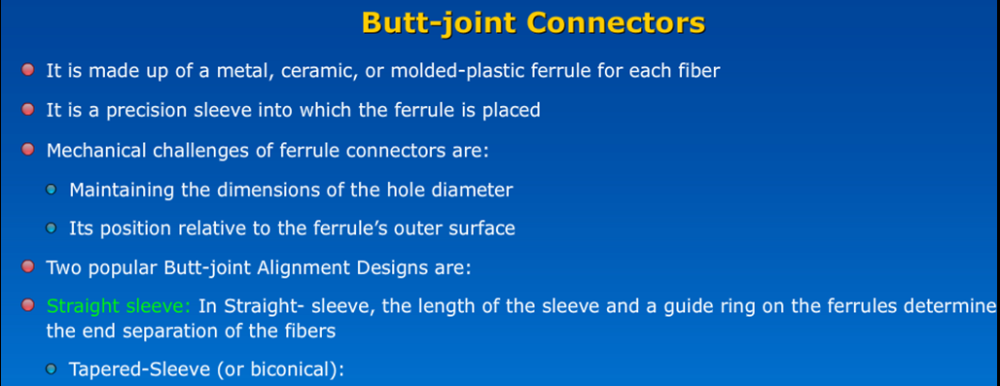 Butt-joint Connectors
It is made up of a metal, ceramic, or molded-plastic ferrule for each fiber
It is a precision sleeve into which the ferrule is placed
Mechanical challenges of ferrule connectors are:
Maintaining the dimensions of the hole diameter
Its position relative to the ferrule’s outer surface
Two popular Butt-joint Alignment Designs are:
Straight sleeve: In Straight- sleeve, the length of the sleeve and a guide ring on the ferrules determine
the end separation of the fibers
Tapered-Sleeve (or biconical):